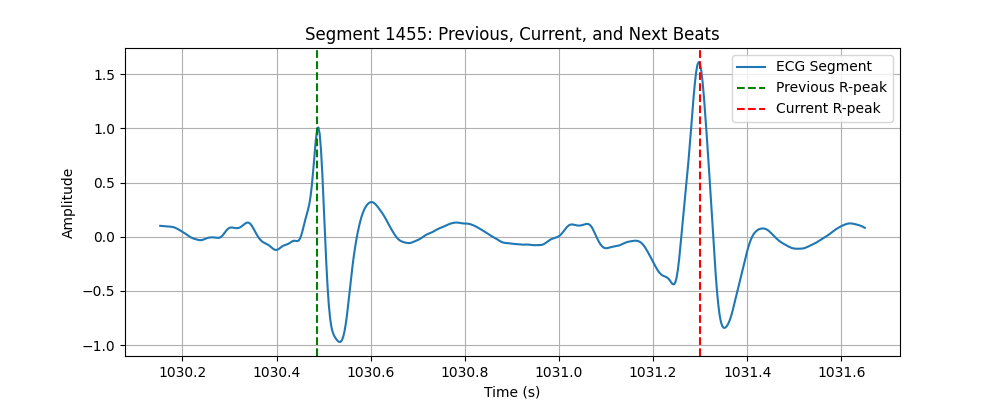 Segment 1455: Previous, Current, and Next Beats
ECG Segment
Previous R-peak
Current R-peak
Amplitude
1.5
1.0
0.5
0.0
−0.5
−1.0
1030.2 1030.4 1030.6 1030.8 1031.0 1031.2 1031.4 1031.6
Time (s)